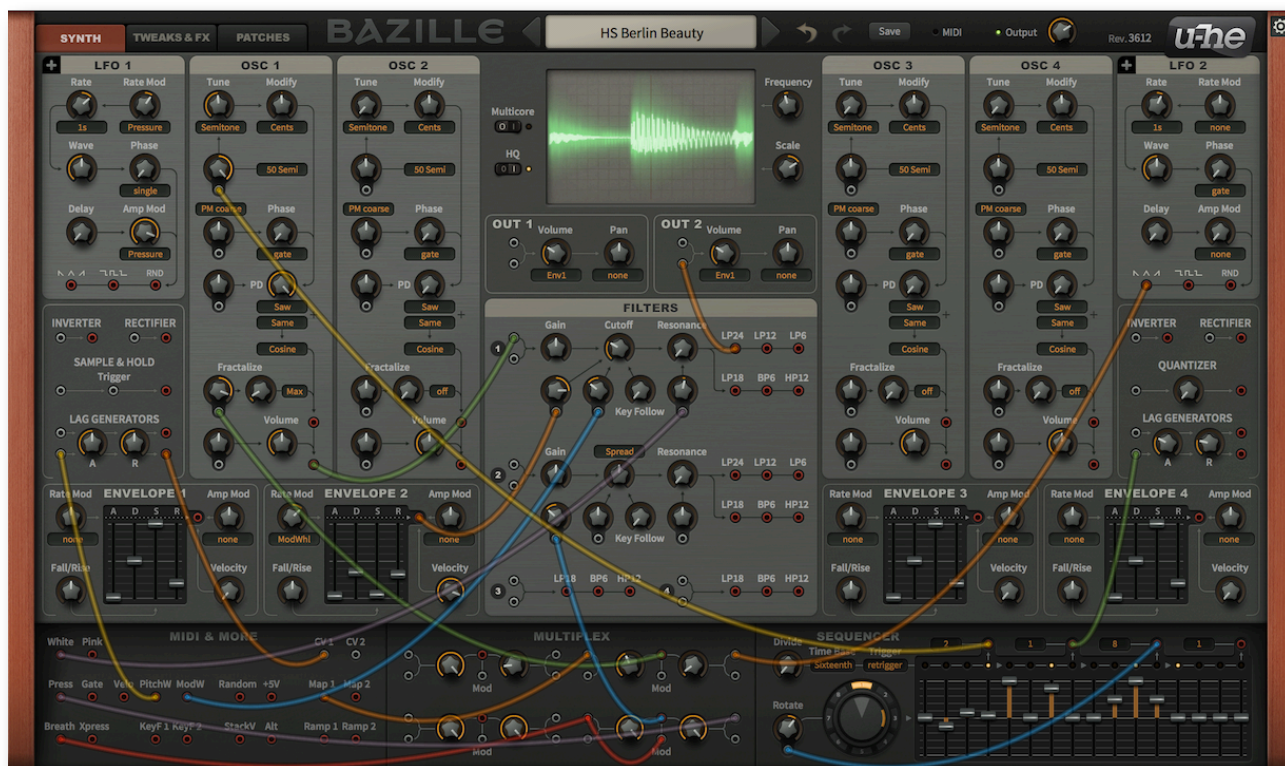 SYNTH TWEAKS & FX PATCHES BAZILLE HS Berlin Beauty Save MIDI Output Rev. 3612 u-he
LFO 1 OSC 1 OSC 2 OSC 3 OSC 4 LFO 2
Rate Rate Mod Tune Modify Tune Modify Frequency Tune Modify Tune Modify Rate Rate Mod
Multicore
1s Pressure Semitone Cents Semitone Cents Semitone Cents Semitone Cents 1s none
0 1
Wave Phase Scale Wave Phase
HQ
50 Semi 50 Semi 50 Semi 50 Semi
0 1
single gate
Delay Amp Mod PM coarse Phase PM coarse Phase PM coarse Phase PM coarse Phase Delay Amp Mod
OUT 1 Volume Pan OUT 2 Volume Pan
Pressure gate gate gate gate none
Env1 none Env1 none
RND RND
PD PD PD PD
Saw Saw FILTERS Saw Saw
INVERTER RECTIFIER Same Same Gain Cutoff Resonance Same Same INVERTER RECTIFIER
LP24 LP12 LP6
1
Cosine Cosine Cosine Cosine
SAMPLE & HOLD QUANTIZER
Trigger
Fractalize Fractalize LP18 BP6 HP12 Fractalize Fractalize
Max off off off
Key Follow
LAG GENERATORS Volume Volume Volume Volume LAG GENERATORS
Gain Spread Resonance
A R A R
2 LP24 LP12 LP6
Rate Mod ENVELOPE 1 Amp Mod Rate Mod ENVELOPE 2 Amp Mod Rate Mod ENVELOPE 3 Amp Mod Rate Mod ENVELOPE 4 Amp Mod
LP18 BP6 HP12
A D S R A D S R A D S R A D S R
none none ModWhl none Key Follow none none none none
Fall/Rise Velocity Fall/Rise Velocity Fall/Rise Velocity Fall/Rise Velocity
3 LP18 BP6 HP12 4 LP18 BP6 HP12
MIDI & MORE MULTIPLEX SEQUENCER
White Pink CV 1 CV 2 Divide Time Base Trigger 2 1 8 1
Sixteenth retrigger
Press Gate Velo PitchW ModW Random +5V Map 1 Map 2 Mod Mod
Rotate
Breath Xpress KeyF 1 KeyF 2 StackV Alt Ramp 1 Ramp 2
Mod Mod